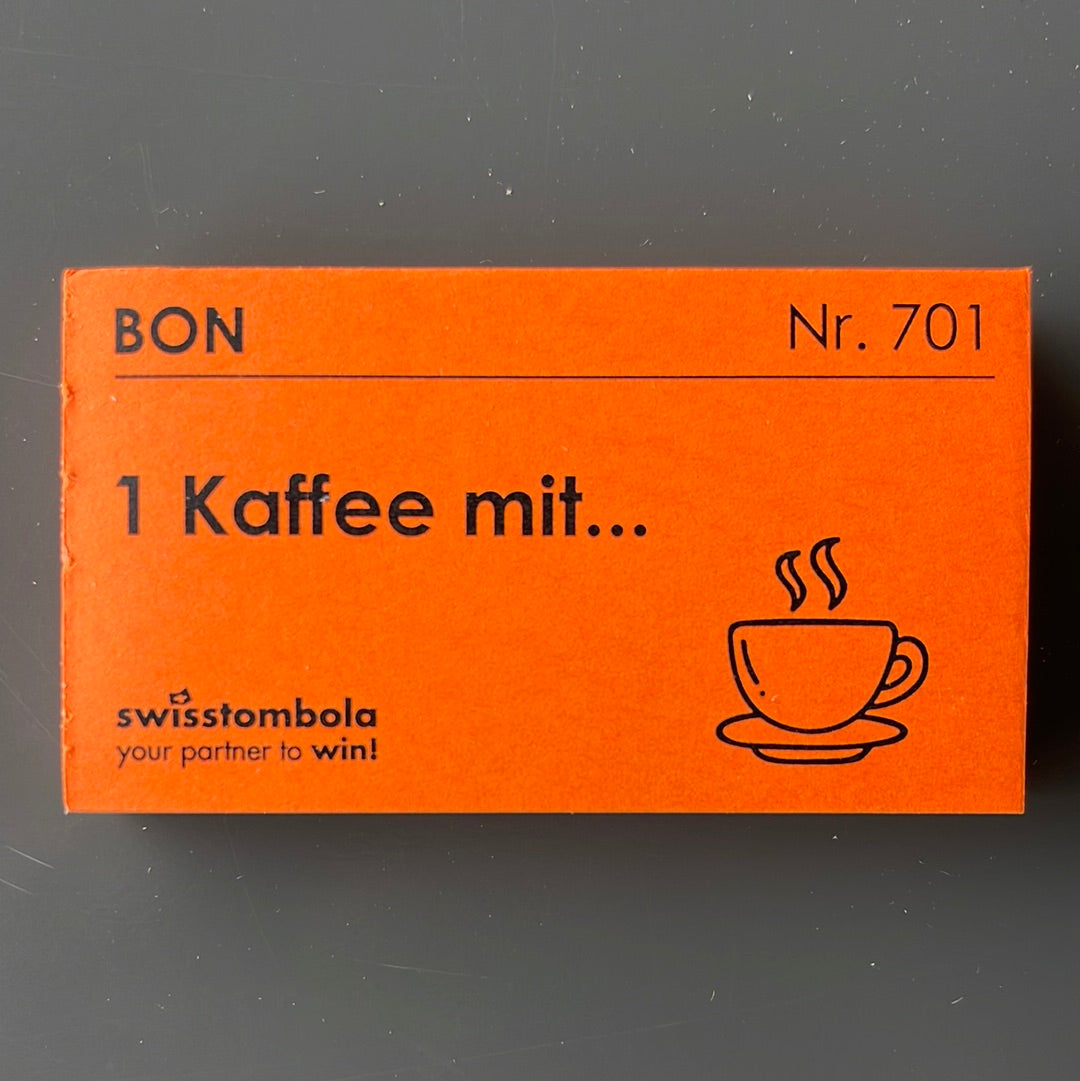 BON
Nr. 701
1 Kaffee mit...
swisstombola
your partner to win!